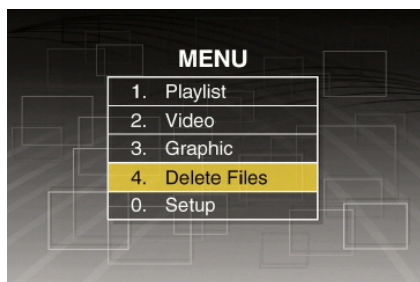 MENU
1. Playlist
2. Video
3. Graphic
4. Delete Files
0. Setup